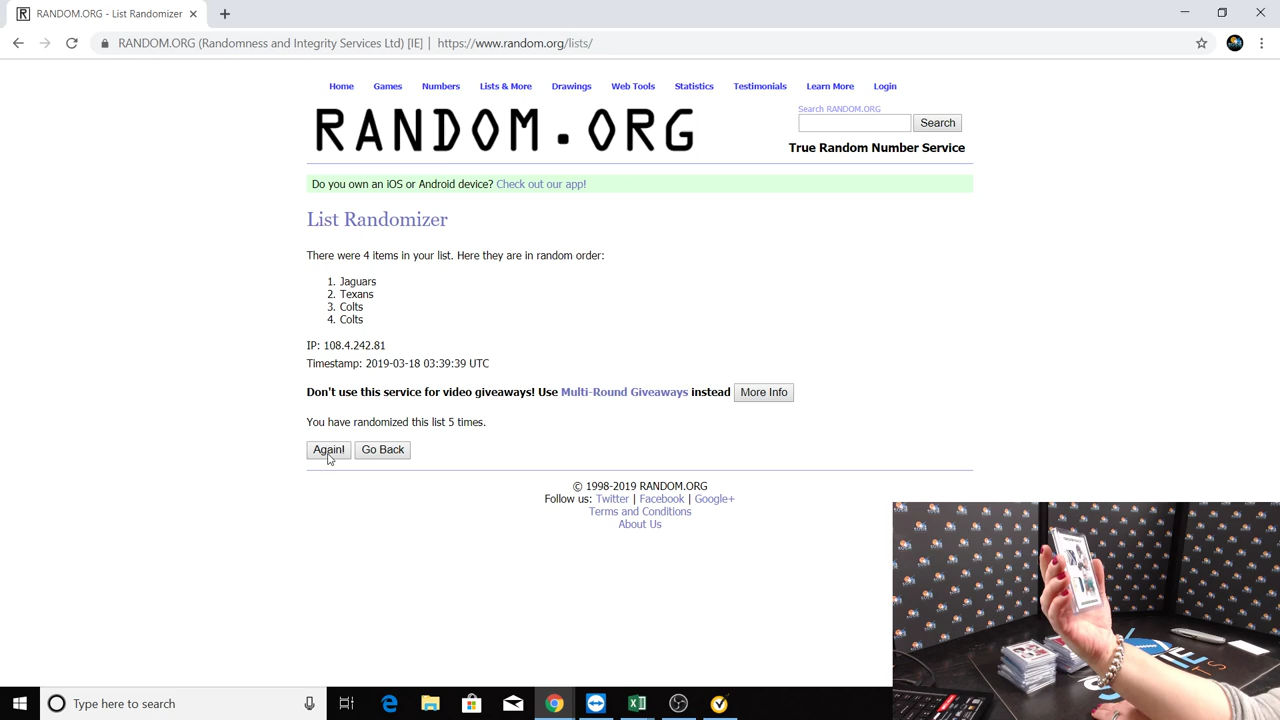 RANDOM.ORG - List Randomizer
RANDOM.ORG (Randomness and Integrity Services Ltd) [IE] | https://www.random.org/lists/
Home Games Numbers Lists & More Drawings Web Tools Statistics Testimonials Learn More Login
RANDOM.ORG
Search RANDOM.ORG
Search
True Random Number Service
Do you own an iOS or Android device? Check out our app!
List Randomizer
There were 4 items in your list. Here they are in random order:
1. Jaguars
2. Texans
3. Colts
4. Colts
IP: 108.4.242.81
Timestamp: 2019-03-18 03:39:39 UTC
Don't use this service for video giveaways! Use Multi-Round Giveaways instead More Info
You have randomized this list 5 times.
Again! Go Back
© 1998-2019 RANDOM.ORG
Follow us: Twitter | Facebook | Google+
Terms and Conditions
About Us
Type here to search